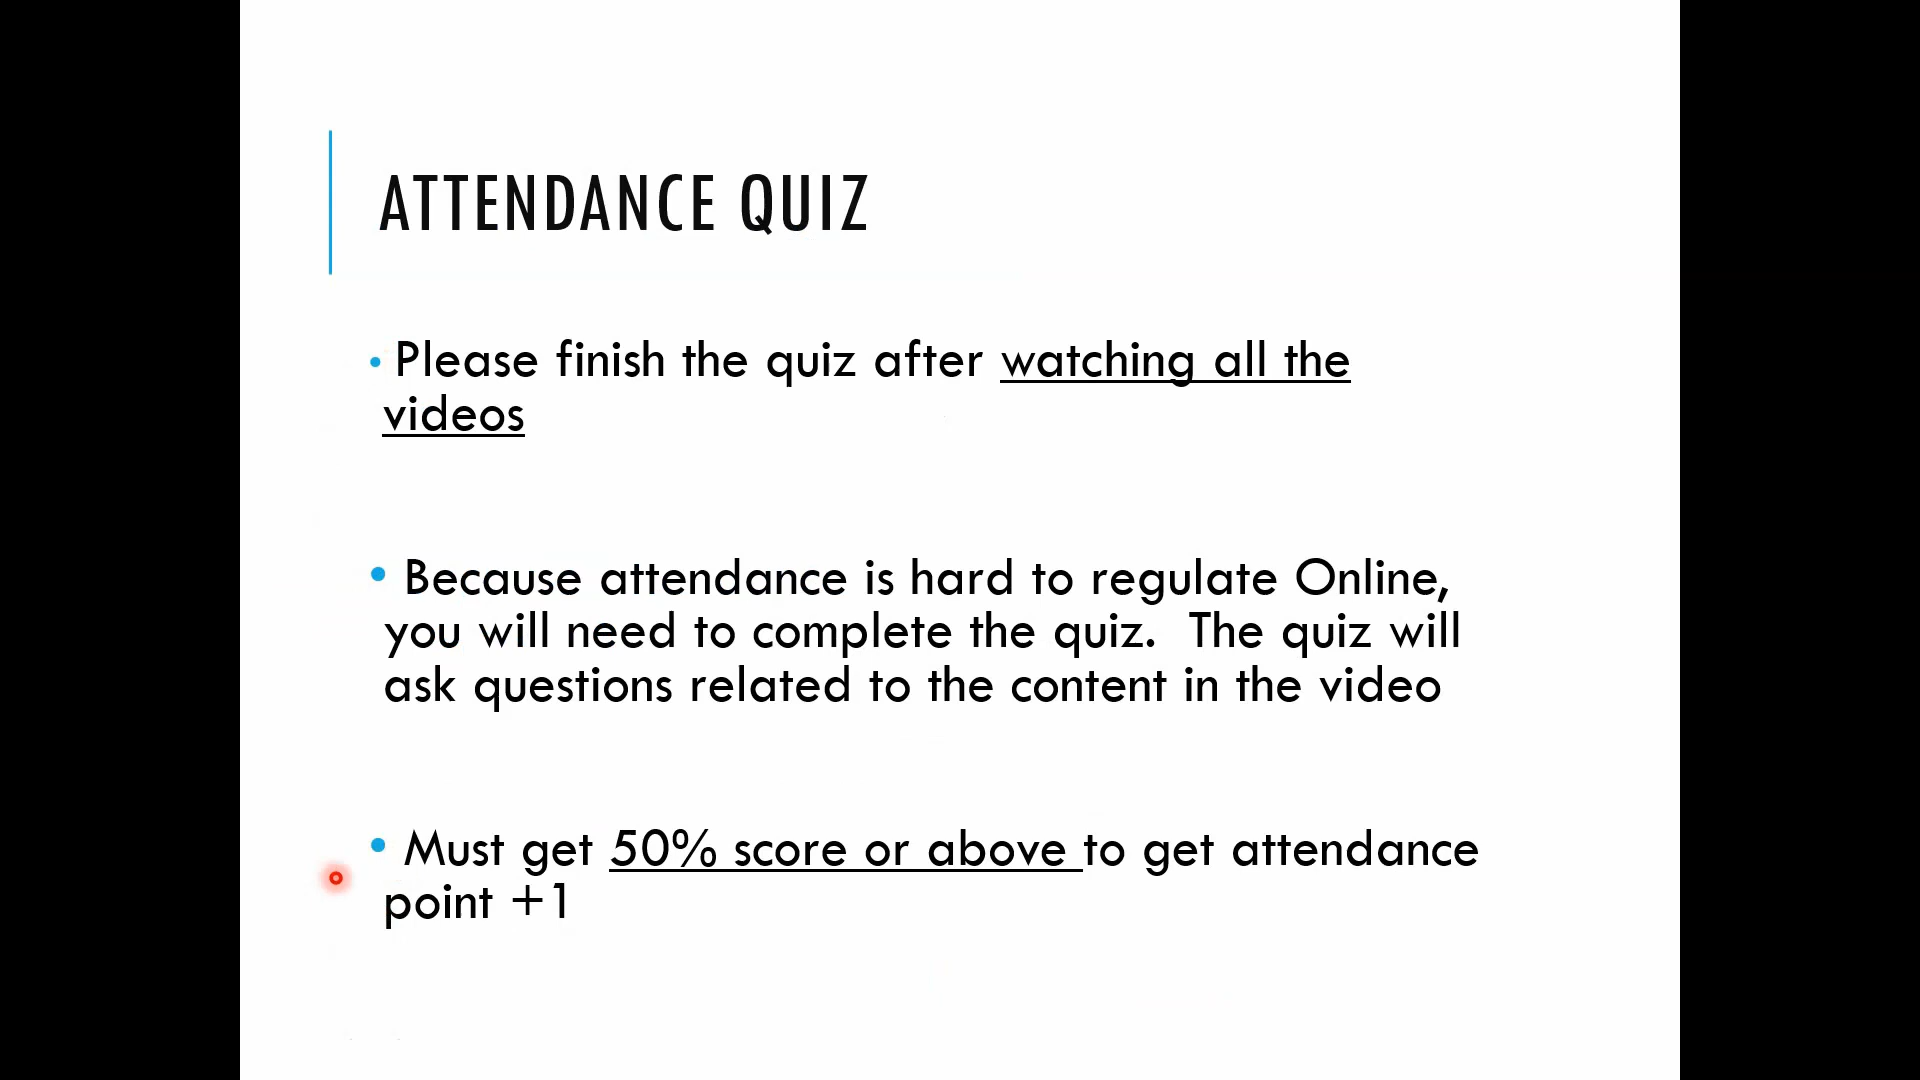 ATTENDANCE QUIZ
• Please finish the quiz after watching all the
videos
• Because attendance is hard to regulate Online,
you will need to complete the quiz.  The quiz will
ask questions related to the content in the video
• Must get 50% score or above to get attendance
point +1